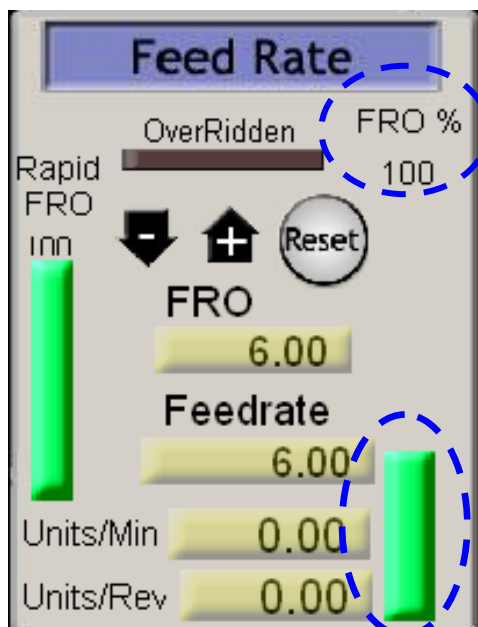 Feed Rate
OverRidden
FRO %
100
Rapid
FRO
100
-
+
Reset
FRO
6.00
Feedrate
6.00
Units/Min
0.00
Units/Rev
0.00